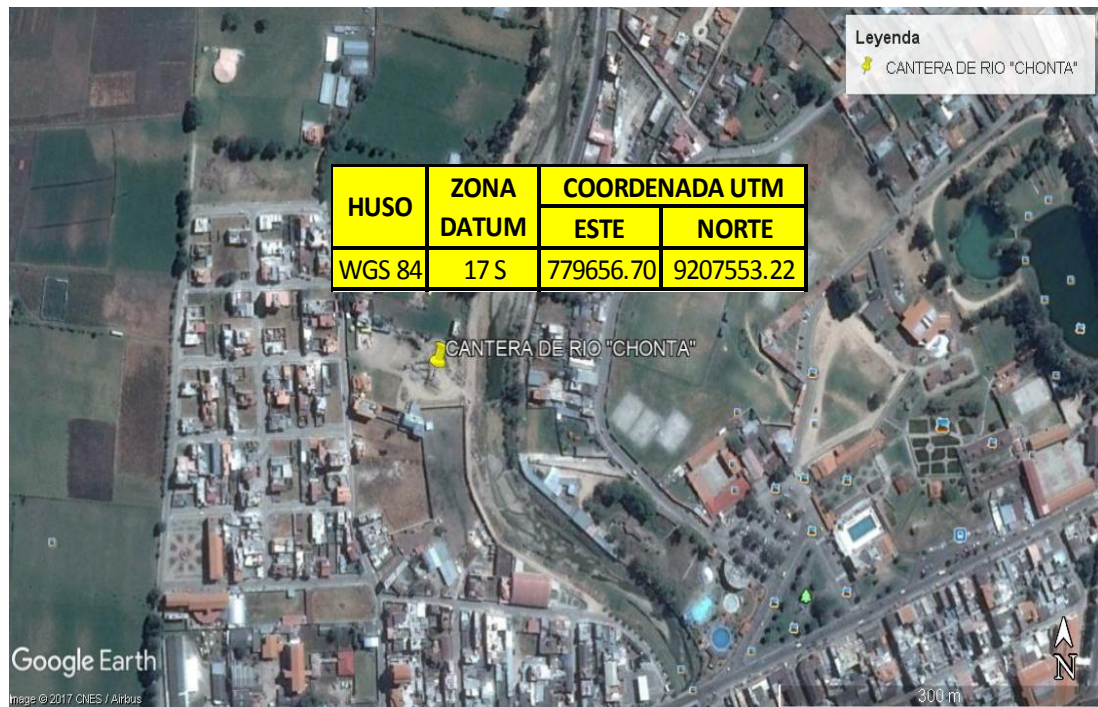 Leyenda
CANTERA DE RIO "CHONTA"
HUSO
ZONA
DATUM
COORDENADA UTM
ESTE
NORTE
WGS 84
17 S
779656.70
9207553.22
CANTERA DE RIO "CHONTA"
Google Earth
Image © 2017 CNES / Airbus
300 m
N